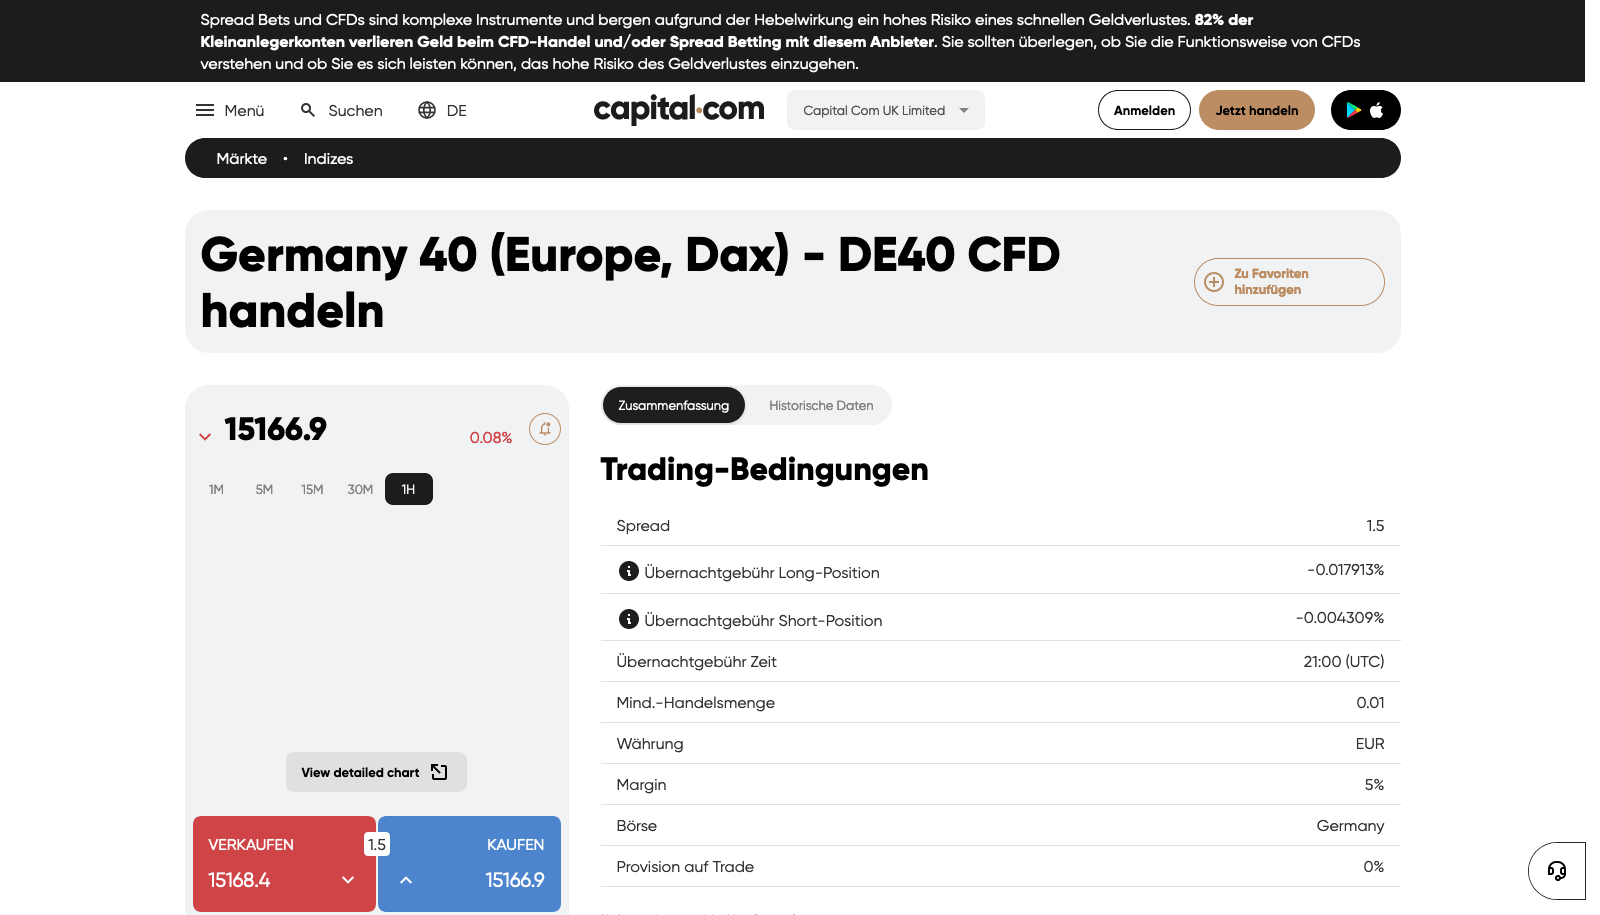 Spread Bets und CFDs sind komplexe Instrumente und bergen aufgrund der Hebelwirkung ein hohes Risiko eines schnellen Geldverlustes. 82% der
Kleinanlegerkonten verlieren Geld beim CFD-Handel und/oder Spread Betting mit diesem Anbieter. Sie sollten überlegen, ob Sie die Funktionsweise von CFDs
verstehen und ob Sie es sich leisten können, das hohe Risiko des Geldverlustes einzugehen.
Menü Suchen DE capital.com Capital Com UK Limited Anmelden Jetzt handeln
Märkte • Indizes
Germany 40 (Europe, Dax) - DE40 CFD
handeln
Zu Favoriten
hinzufügen
15166.9 0.08%
1M 5M 15M 30M 1H
View detailed chart
VERKAUFEN 1.5 KAUFEN
15168.4 15166.9
Zusammenfassung Historische Daten
Trading-Bedingungen
Spread 1.5
Übernachtgebühr Long-Position -0.017913%
Übernachtgebühr Short-Position -0.004309%
Übernachtgebühr Zeit 21:00 (UTC)
Mind.-Handelsmenge 0.01
Währung EUR
Margin 5%
Börse Germany
Provision auf Trade 0%